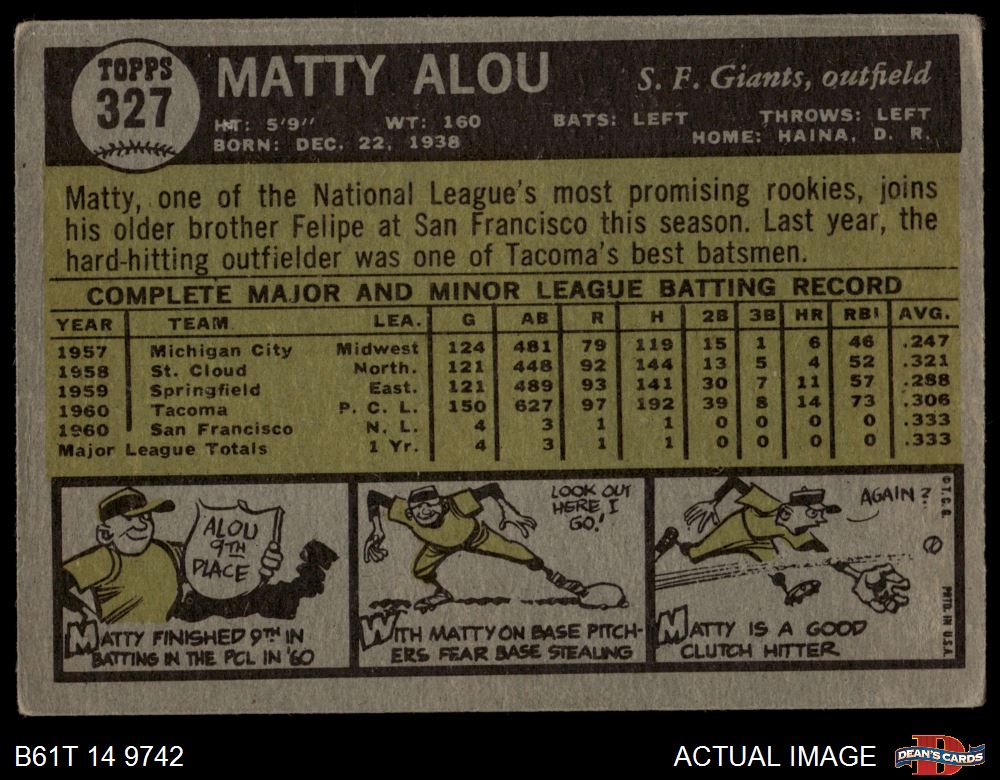 TOPPS
327
MATTY ALOU
S. F. Giants, outfield
HT: 5'9" WT: 160 BATS: LEFT THROWS: LEFT
BORN: DEC. 22, 1938 HOME: HAINA, D. R.
Matty, one of the National League's most promising rookies, joins
his older brother Felipe at San Francisco this season. Last year, the
hard-hitting outfielder was one of Tacoma's best batsmen.
COMPLETE MAJOR AND MINOR LEAGUE BATTING RECORD
YEAR TEAM LEA. G AB R H 2B 3B HR RBI AVG.
1957 Michigan City Midwest 124 481 79 119 15 1 6 46 .247
1958 St. Cloud North. 121 448 92 144 13 5 4 52 .321
1959 Springfield East. 121 489 93 141 30 7 11 57 .288
1960 Tacoma P. C. L. 150 627 97 192 39 8 14 73 .306
1960 San Francisco N. L. 4 3 1 1 0 0 0 0 .333
Major League Totals 1 Yr. 4 3 1 1 0 0 0 0 .333
ALOU
9TH
PLACE
MATTY FINISHED 9TH IN
BATTING IN THE PCL IN '60
LOOK OUT
HERE I
GO!
WITH MATTY ON BASE PITCH-
ERS FEAR BASE STEALING
AGAIN?
MATTY IS A GOOD
CLUTCH HITTER
© T. C. G.
PRTD. IN U.S.A.
B61T 14 9742
ACTUAL IMAGE
DEAN'S CARDS